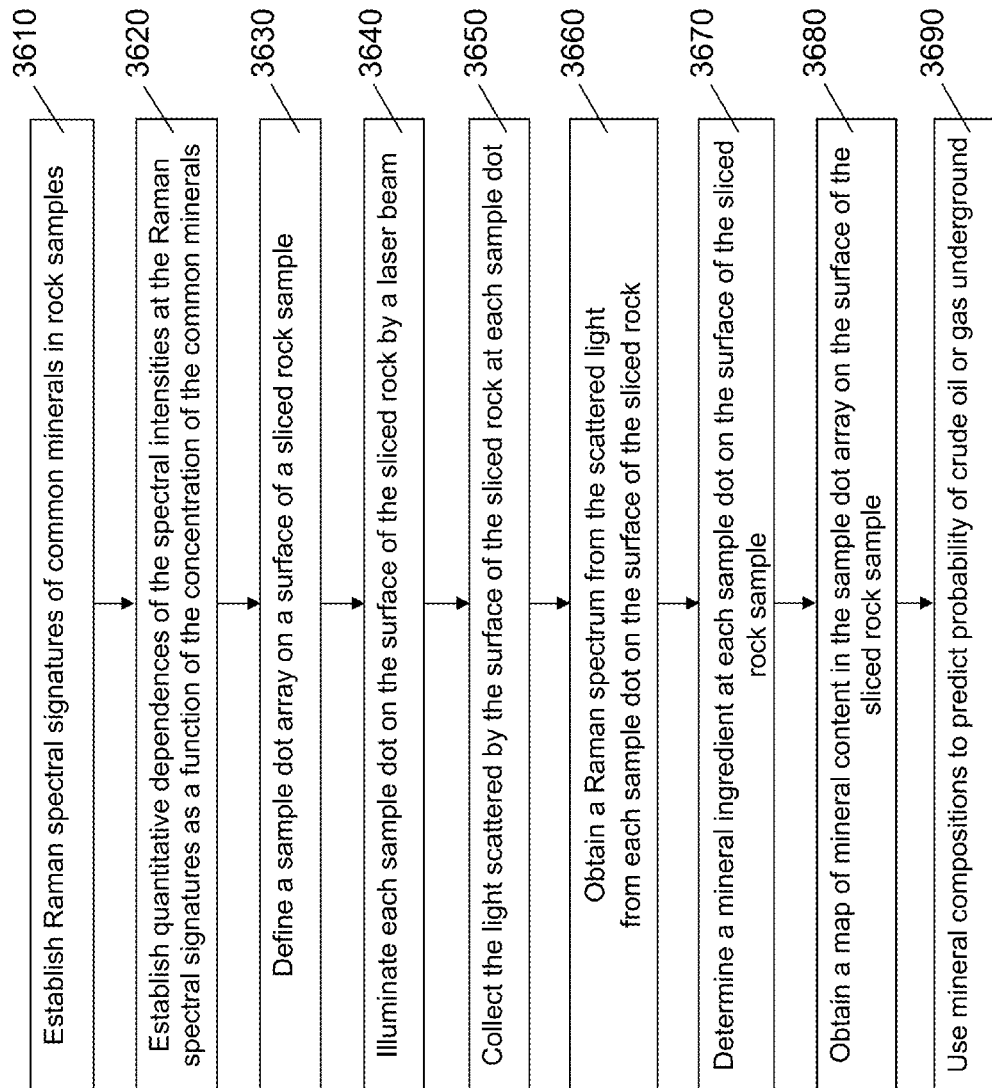 Establish Raman spectral signatures of common minerals in rock samples
3610
Establish quantitative dependences of the spectral intensities at the Raman
spectral signatures as a function of the concentration of the common minerals
3620
Define a sample dot array on a surface of a sliced rock sample
3630
Illuminate each sample dot on the surface of the sliced rock by a laser beam
3640
Collect the light scattered by the surface of the sliced rock at each sample dot
3650
Obtain a Raman spectrum from the scattered light
from each sample dot on the surface of the sliced rock
3660
Determine a mineral ingredient at each sample dot on the surface of the sliced
rock sample
3670
Obtain a map of mineral content in the sample dot array on the surface of the
sliced rock sample
3680
Use mineral compositions to predict probability of crude oil or gas underground
3690